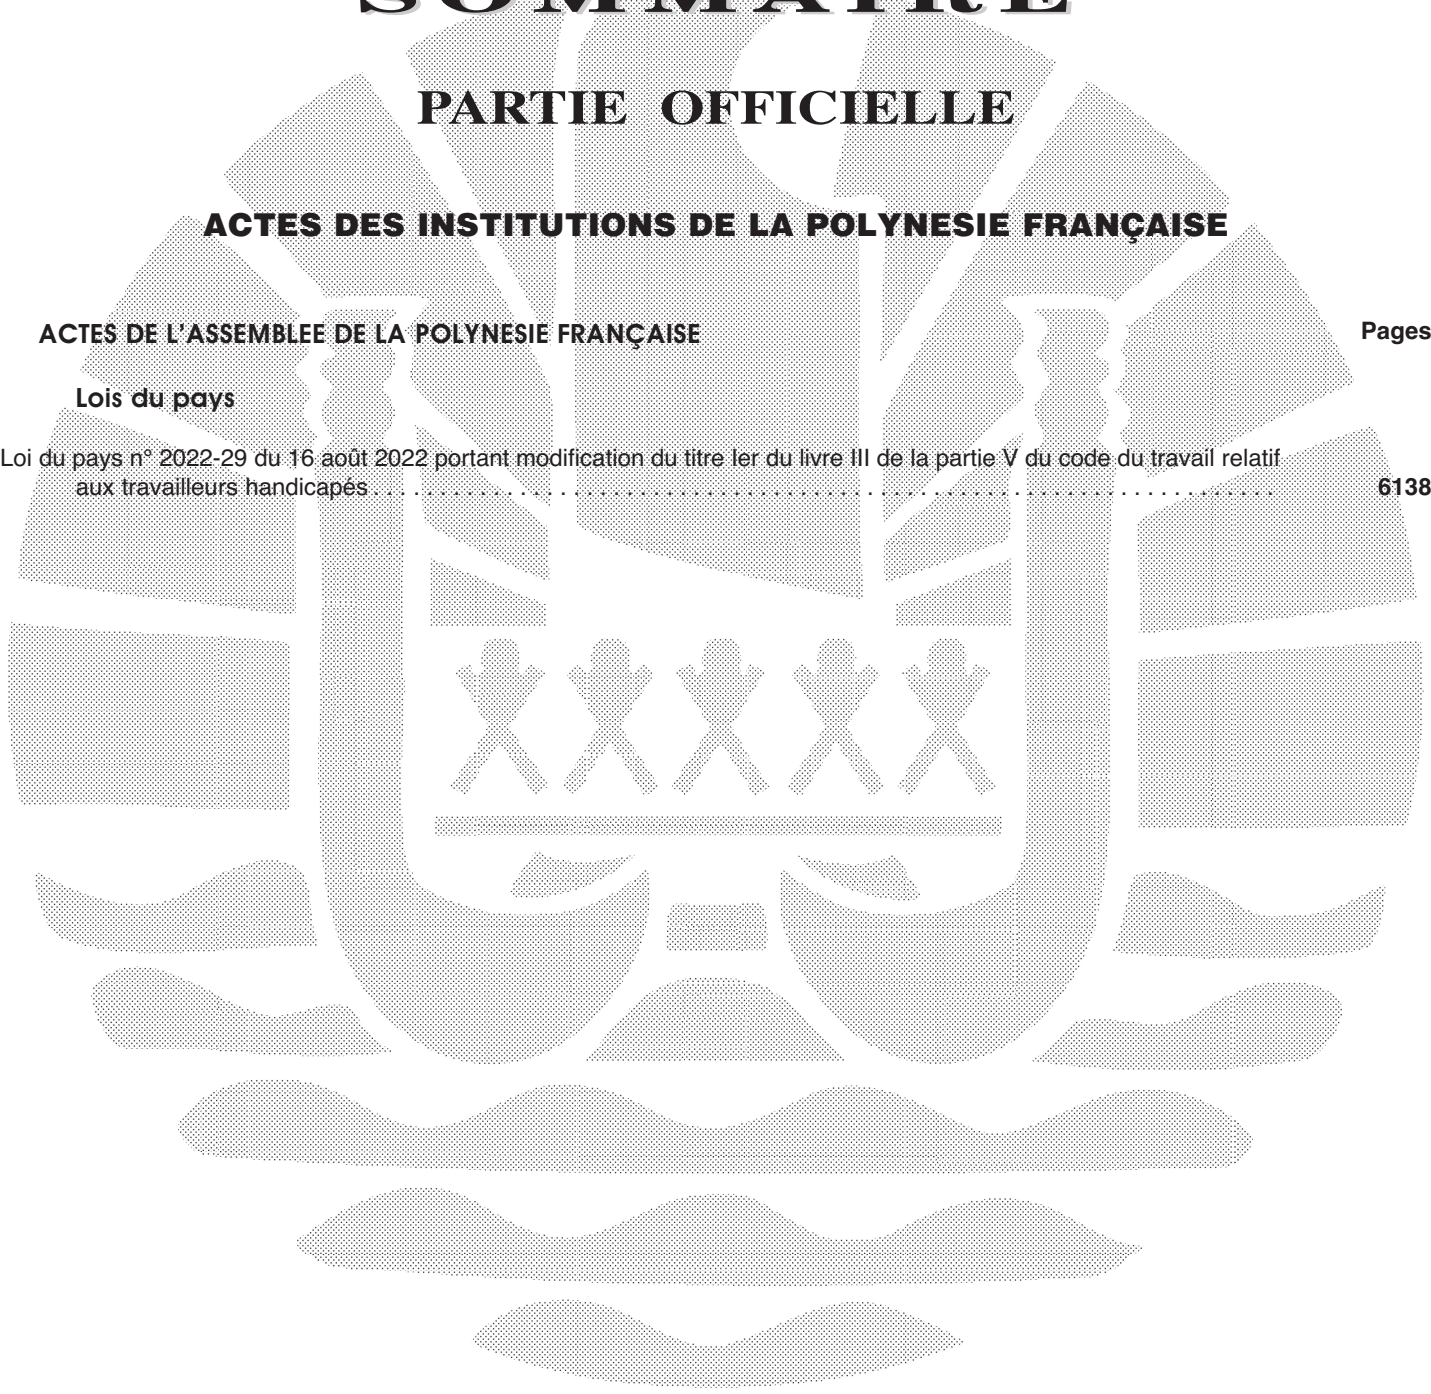 SOMMAIRE
PARTIE OFFICIELLE
ACTES DES INSTITUTIONS DE LA POLYNESIE FRANÇAISE
ACTES DE L'ASSEMBLEE DE LA POLYNESIE FRANÇAISE Pages
Lois du pays
Loi du pays n° 2022-29 du 16 août 2022 portant modification du titre Ier du livre III de la partie V du code du travail relatif
aux travailleurs handicapés . . . . . . . . . . . . . . . . . . . . . . . . . . . . . . . . . . . . . . . . . . . . . . . . . . . . . . . . . . . . . . . . . . . . 6138